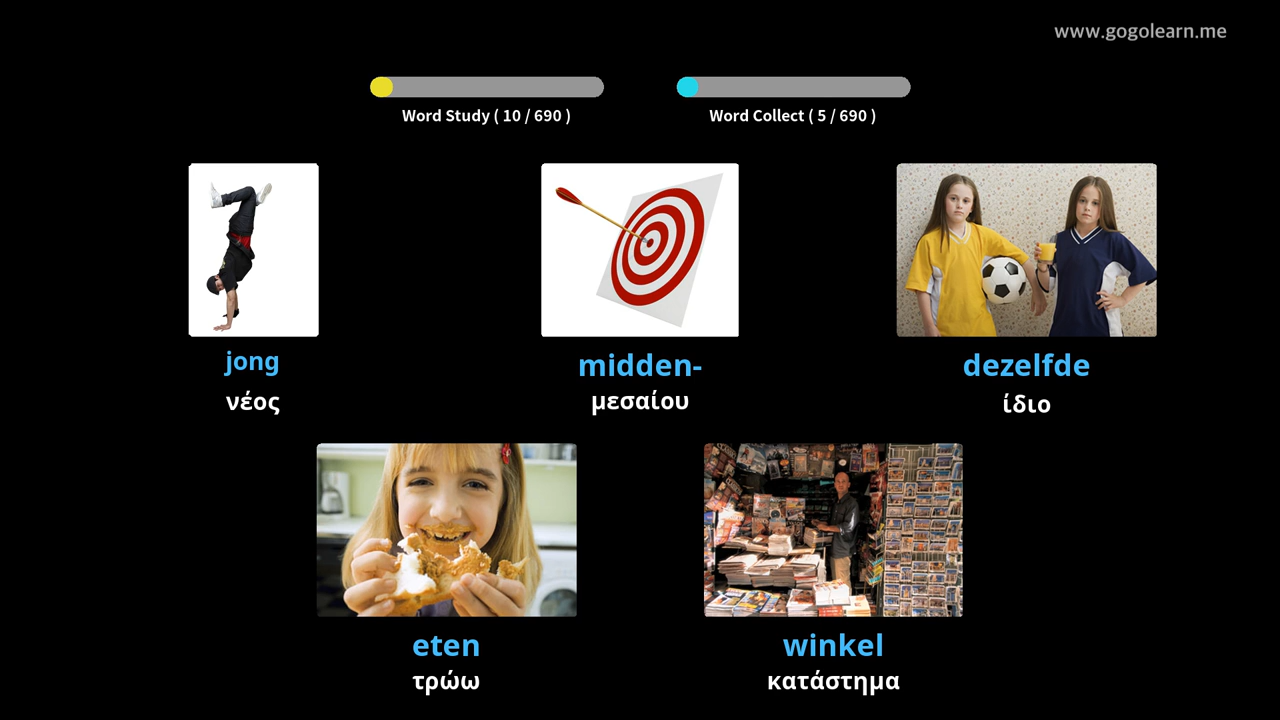 www.gogolearn.me
Word Study ( 10 / 690 )
Word Collect ( 5 / 690 )
jong
νέος
midden-
μεσαίου
dezelfde
ίδιο
eten
τρώω
winkel
κατάστημα